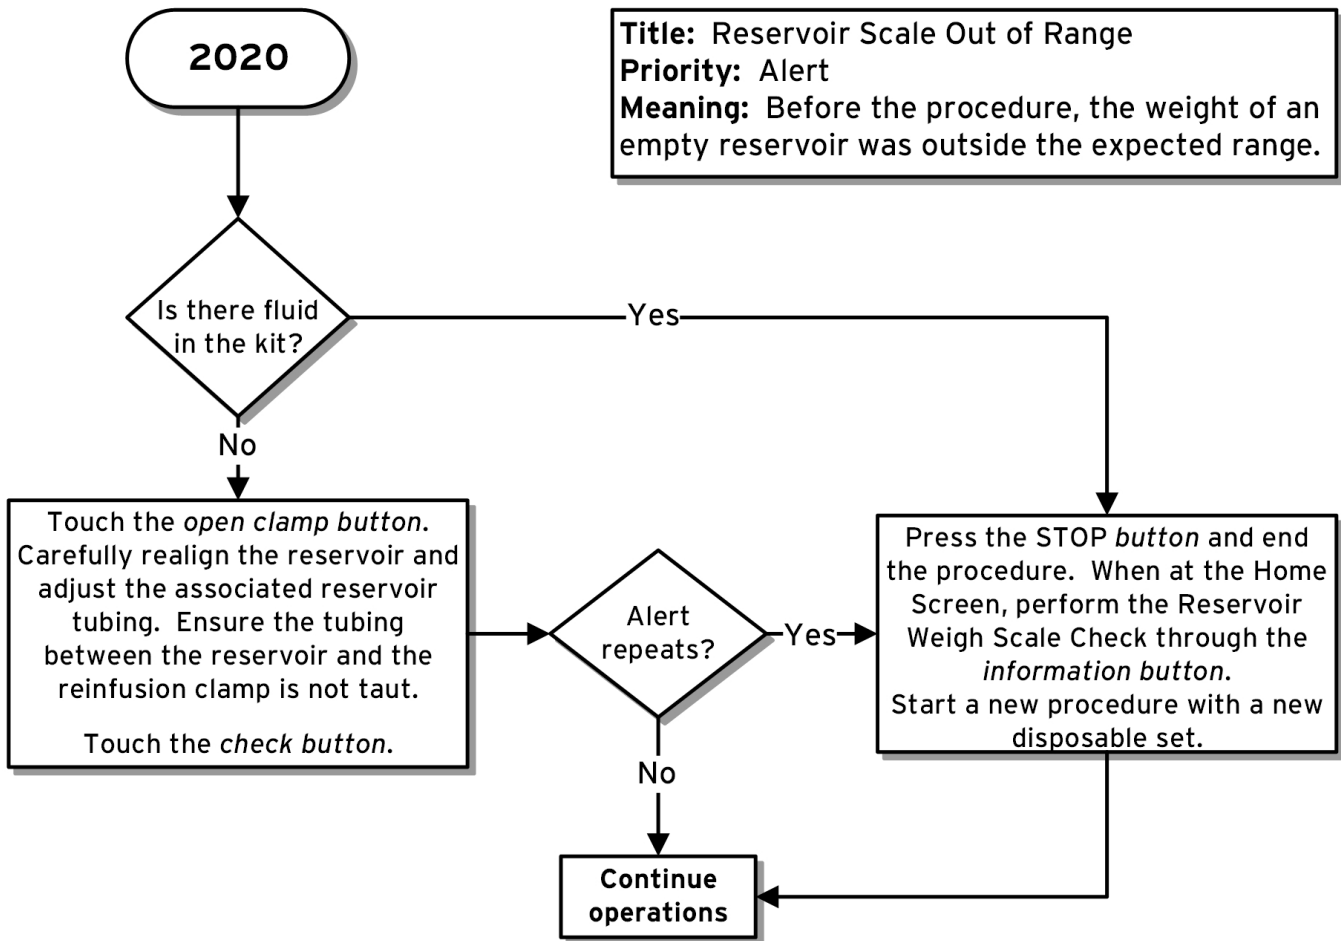 2020
Title: Reservoir Scale Out of Range
Priority: Alert
Meaning: Before the procedure, the weight of an
empty reservoir was outside the expected range.
Is there fluid
in the kit?
Yes
No
Touch the open clamp button.
Carefully realign the reservoir and
adjust the associated reservoir
tubing. Ensure the tubing
between the reservoir and the
reinfusion clamp is not taut.
Touch the check button.
Alert
repeats?
Yes
Press the STOP button and end
the procedure. When at the Home
Screen, perform the Reservoir
Weigh Scale Check through the
information button.
Start a new procedure with a new
disposable set.
No
Continue
operations